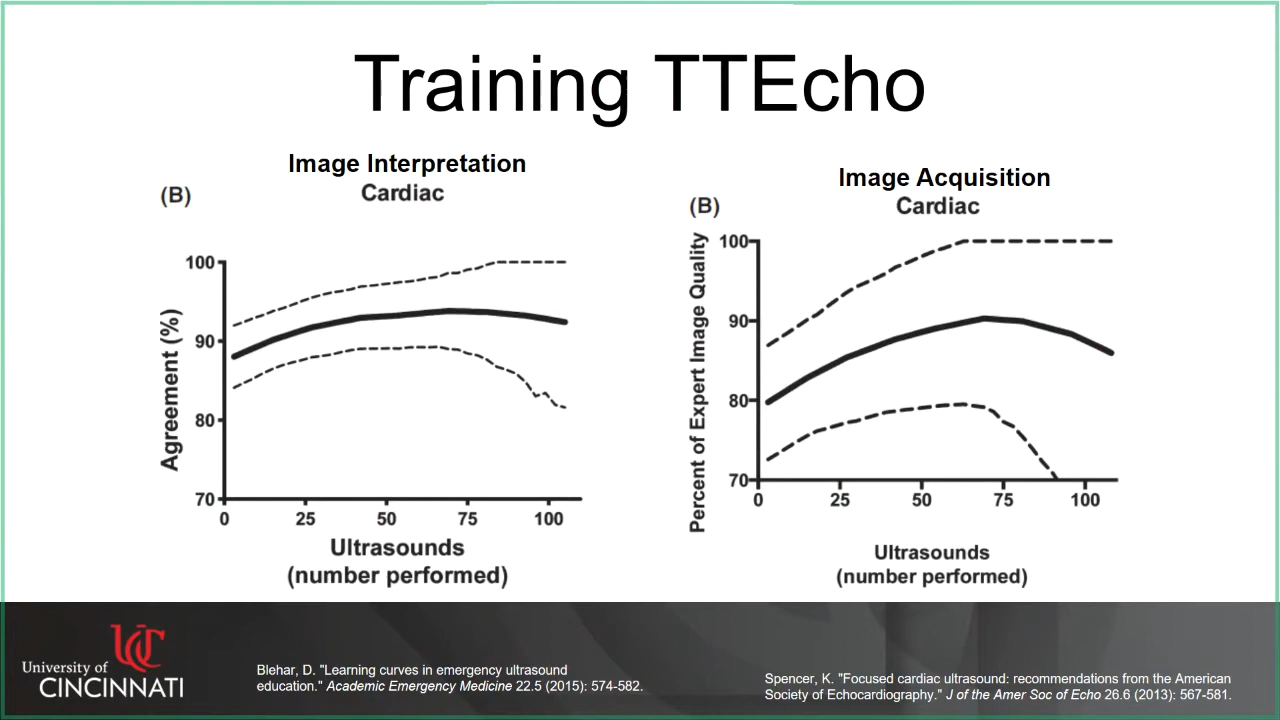 Training TTEcho
Image Interpretation
(B)
Cardiac
Agreement (%)
100
90
80
70
0
25
50
75
100
Ultrasounds
(number performed)
Image Acquisition
(B)
Cardiac
Percent of Expert Image Quality
100
90
80
70
0
25
50
75
100
Ultrasounds
(number performed)
UC
University of
CINCINNATI
Blehar, D. "Learning curves in emergency ultrasound
education." Academic Emergency Medicine 22.5 (2015): 574-582.
Spencer, K. "Focused cardiac ultrasound: recommendations from the American
Society of Echocardiography." J of the Amer Soc of Echo 26.6 (2013): 567-581.